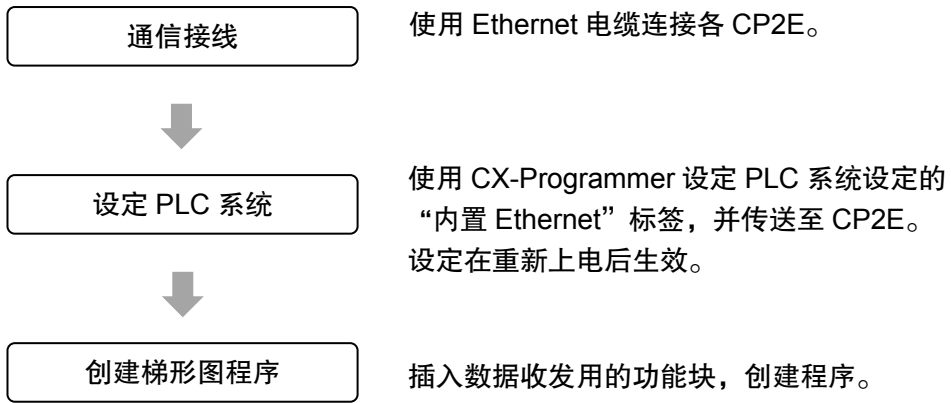 通信接线
使用 Ethernet 电缆连接各 CP2E。
设定 PLC 系统
使用 CX-Programmer 设定 PLC 系统设定的
“内置 Ethernet”标签，并传送至 CP2E。
设定在重新上电后生效。
创建梯形图程序
插入数据收发用的功能块，创建程序。